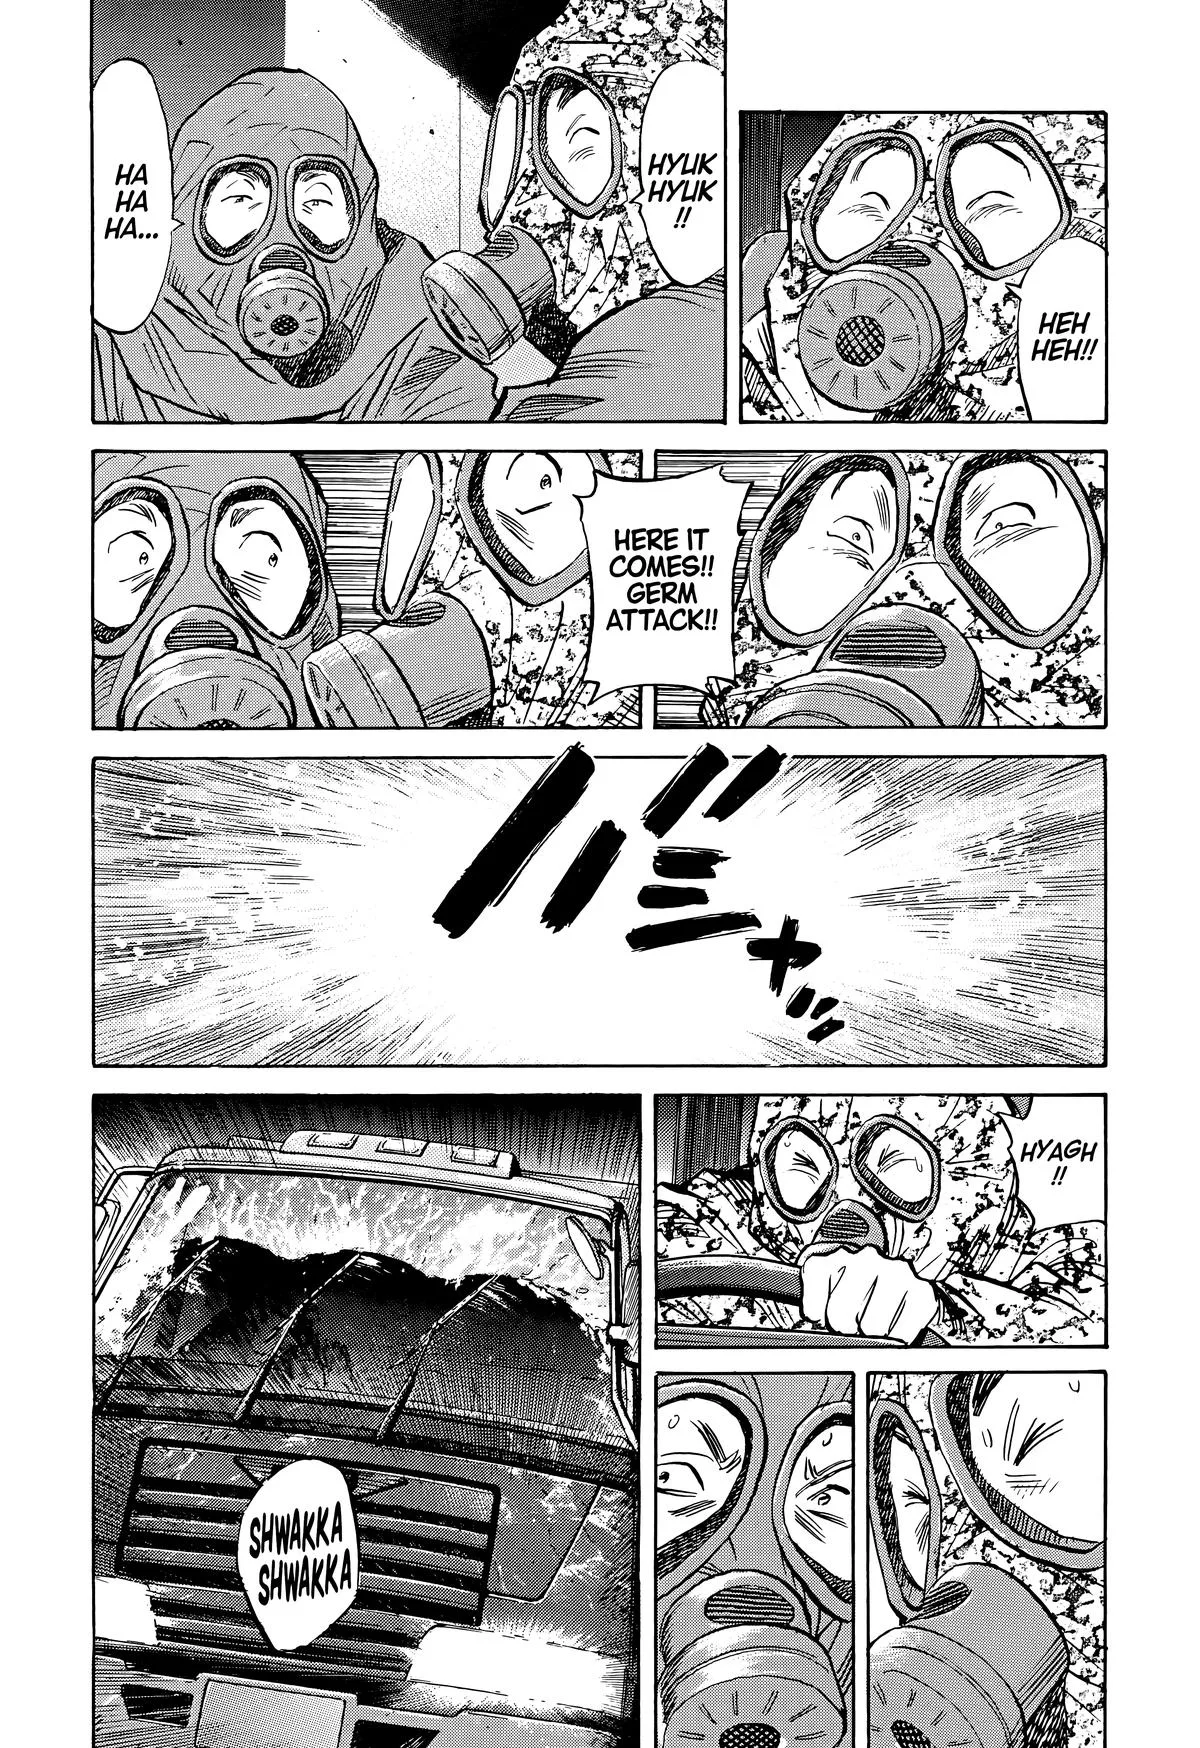 HEH
HEH!!
HYUK
HYUK
!!
HA
HA
HA...
HERE IT
COMES!!
GERM
ATTACK!!
バシャッ
HYAGH
!!
SHWAKKA
SHWAKKA